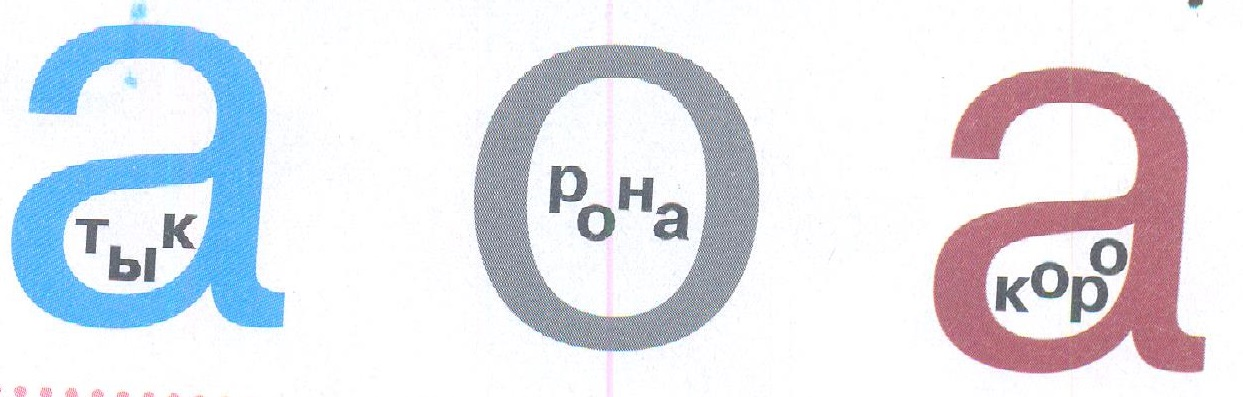 а тык
о рона
а коро